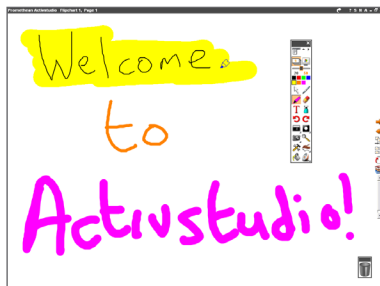 Promethean Activstudio Flipchart 1, Page 1
Welcome.
to
Activstudio!